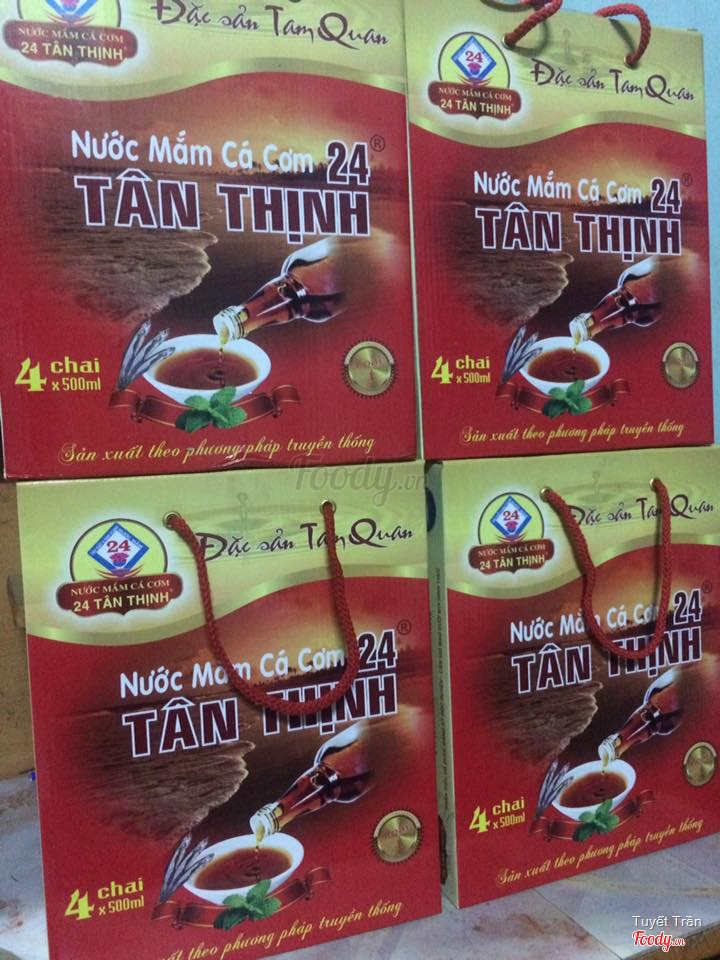 NƯỚC MẮM CÁ CƠM
24 TÂN THỊNH
Đặc sản Tam Quan
Nước Mắm Cá Cơm 24 ®
TÂN THỊNH
4 chai
x 500ml
Sản xuất theo phương pháp truyền thống
24
NƯỚC MẮM CÁ CƠM
24 TÂN THỊNH
Đặc sản Tam Quan
Nước Mắm Cá Cơm 24 ®
TÂN THỊNH
4 chai
x 500ml
Sản xuất theo phương pháp truyền thống
Foody.vn
24
NƯỚC MẮM CÁ CƠM
24 TÂN THỊNH
Đặc sản Tam Quan
Nước Mắm Cá Cơm 24 ®
TÂN THỊNH
4 chai
x 500ml
Sản xuất theo phương pháp truyền thống
24
NƯỚC MẮM CÁ CƠM
24 TÂN THỊNH
Đặc sản Tam Quan
Nước Mắm Cá Cơm 24 ®
TÂN THỊNH
4 chai
x 500ml
Sản xuất theo phương pháp truyền thống
Tuyết Trần
Foody.vn